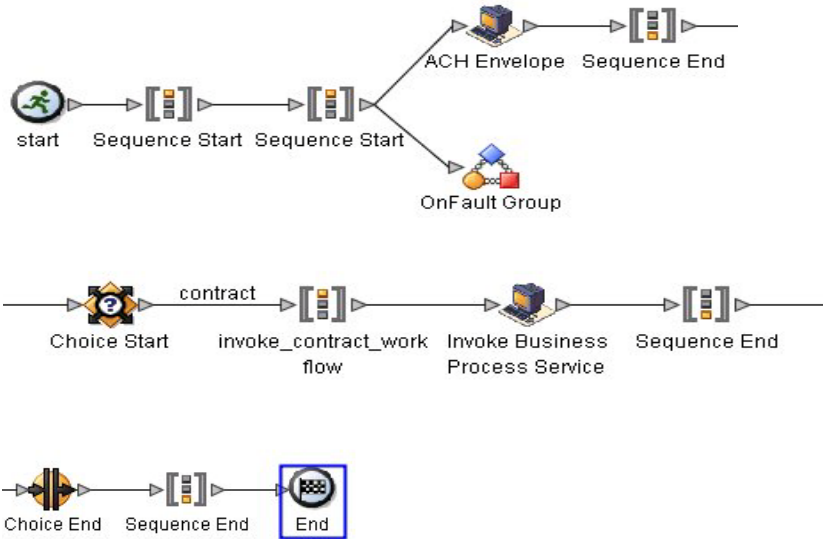 ACH Envelope
Sequence End
start
Sequence Start
Sequence Start
OnFault Group
contract
Choice Start
invoke_contract_work
flow
Invoke Business
Process Service
Sequence End
Choice End
Sequence End
End